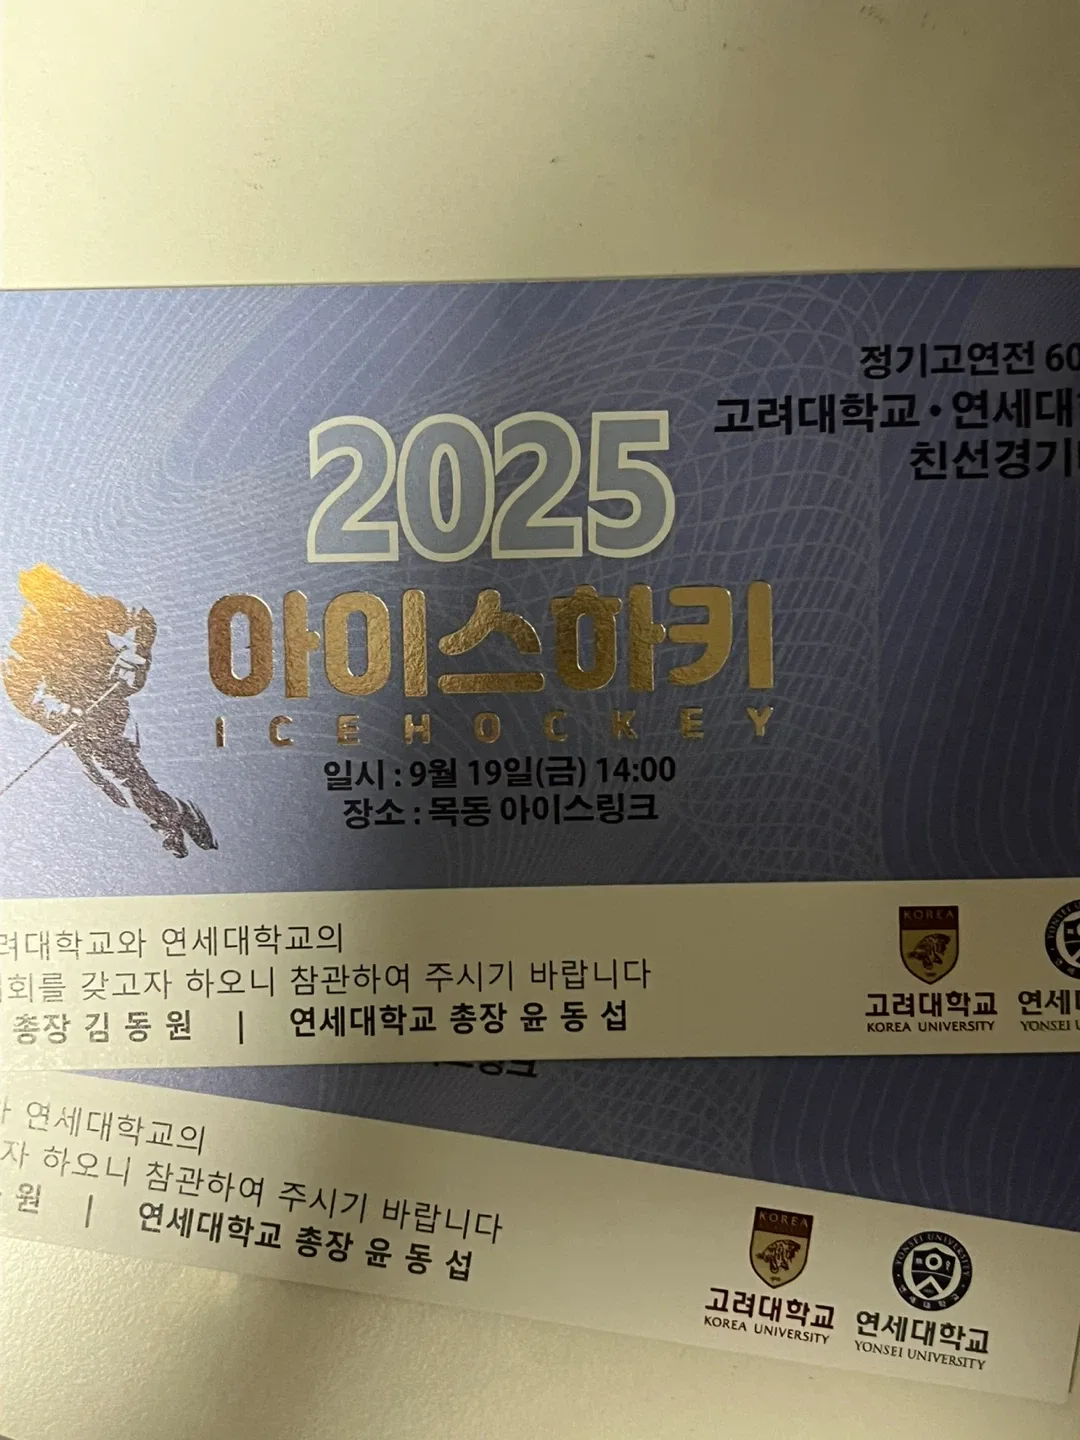 정기고연전 60
고려대학교·연세대
친선경기
2025
아이스하키
ICEHOCKEY
일시 : 9월 19일(금) 14:00
장소 : 목동 아이스링크
려대학교와 연세대학교의
회를 갖고자 하오니 참관하여 주시기 바랍니다
총장 김동원 | 연세대학교 총장 윤동섭
KOREA
고려대학교
KOREA UNIVERSITY
연세
YONSEI U
연세대학교의
자 하오니 참관하여 주시기 바랍니다
원 | 연세대학교 총장 윤동섭
KOREA
고려대학교
KOREA UNIVERSITY
YONSEI UNIVERSITY
연세대학교
연세대학교
YONSEI UNIVERSITY